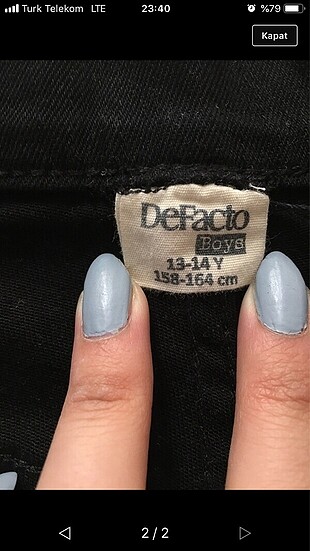 Turk Telekom LTE 23:40 %79
Kapat
DeFacto
Boys
13-14 Y
158-164 cm
2 / 2